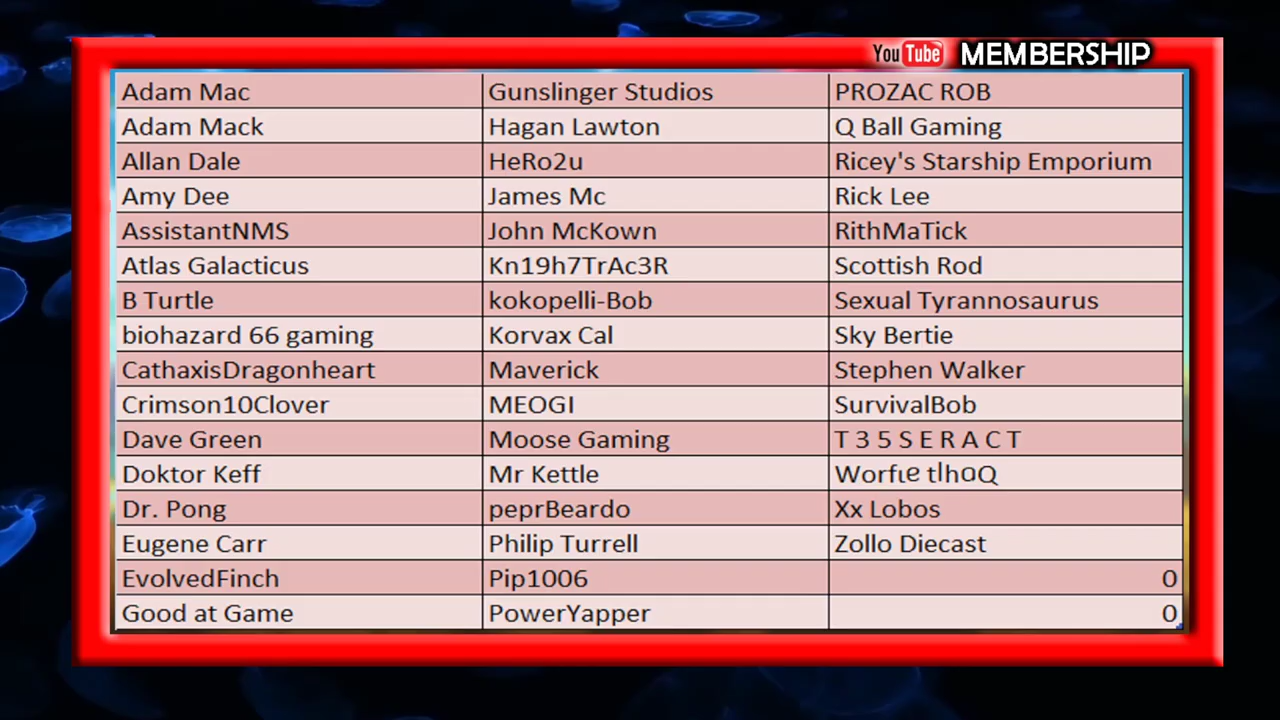 YouTube MEMBERSHIP
Adam Mac Gunslinger Studios PROZAC ROB
Adam Mack Hagan Lawton Q Ball Gaming
Allan Dale HeRo2u Ricey's Starship Emporium
Amy Dee James Mc Rick Lee
AssistantNMS John McKown RithMaTick
Atlas Galacticus Kn19h7TrAc3R Scottish Rod
B Turtle kokopelli-Bob Sexual Tyrannosaurus
biohazard 66 gaming Korvax Cal Sky Bertie
CathaxisDragonheart Maverick Stephen Walker
Crimson10Clover MEOGI SurvivalBob
Dave Green Moose Gaming T 3 5 S E R A C T
Doktor Keff Mr Kettle Worfιɐ tlhɑQ
Dr. Pong peprBeardo Xx Lobos
Eugene Carr Philip Turrell Zollo Diecast
EvolvedFinch Pip1006 0
Good at Game PowerYapper 0